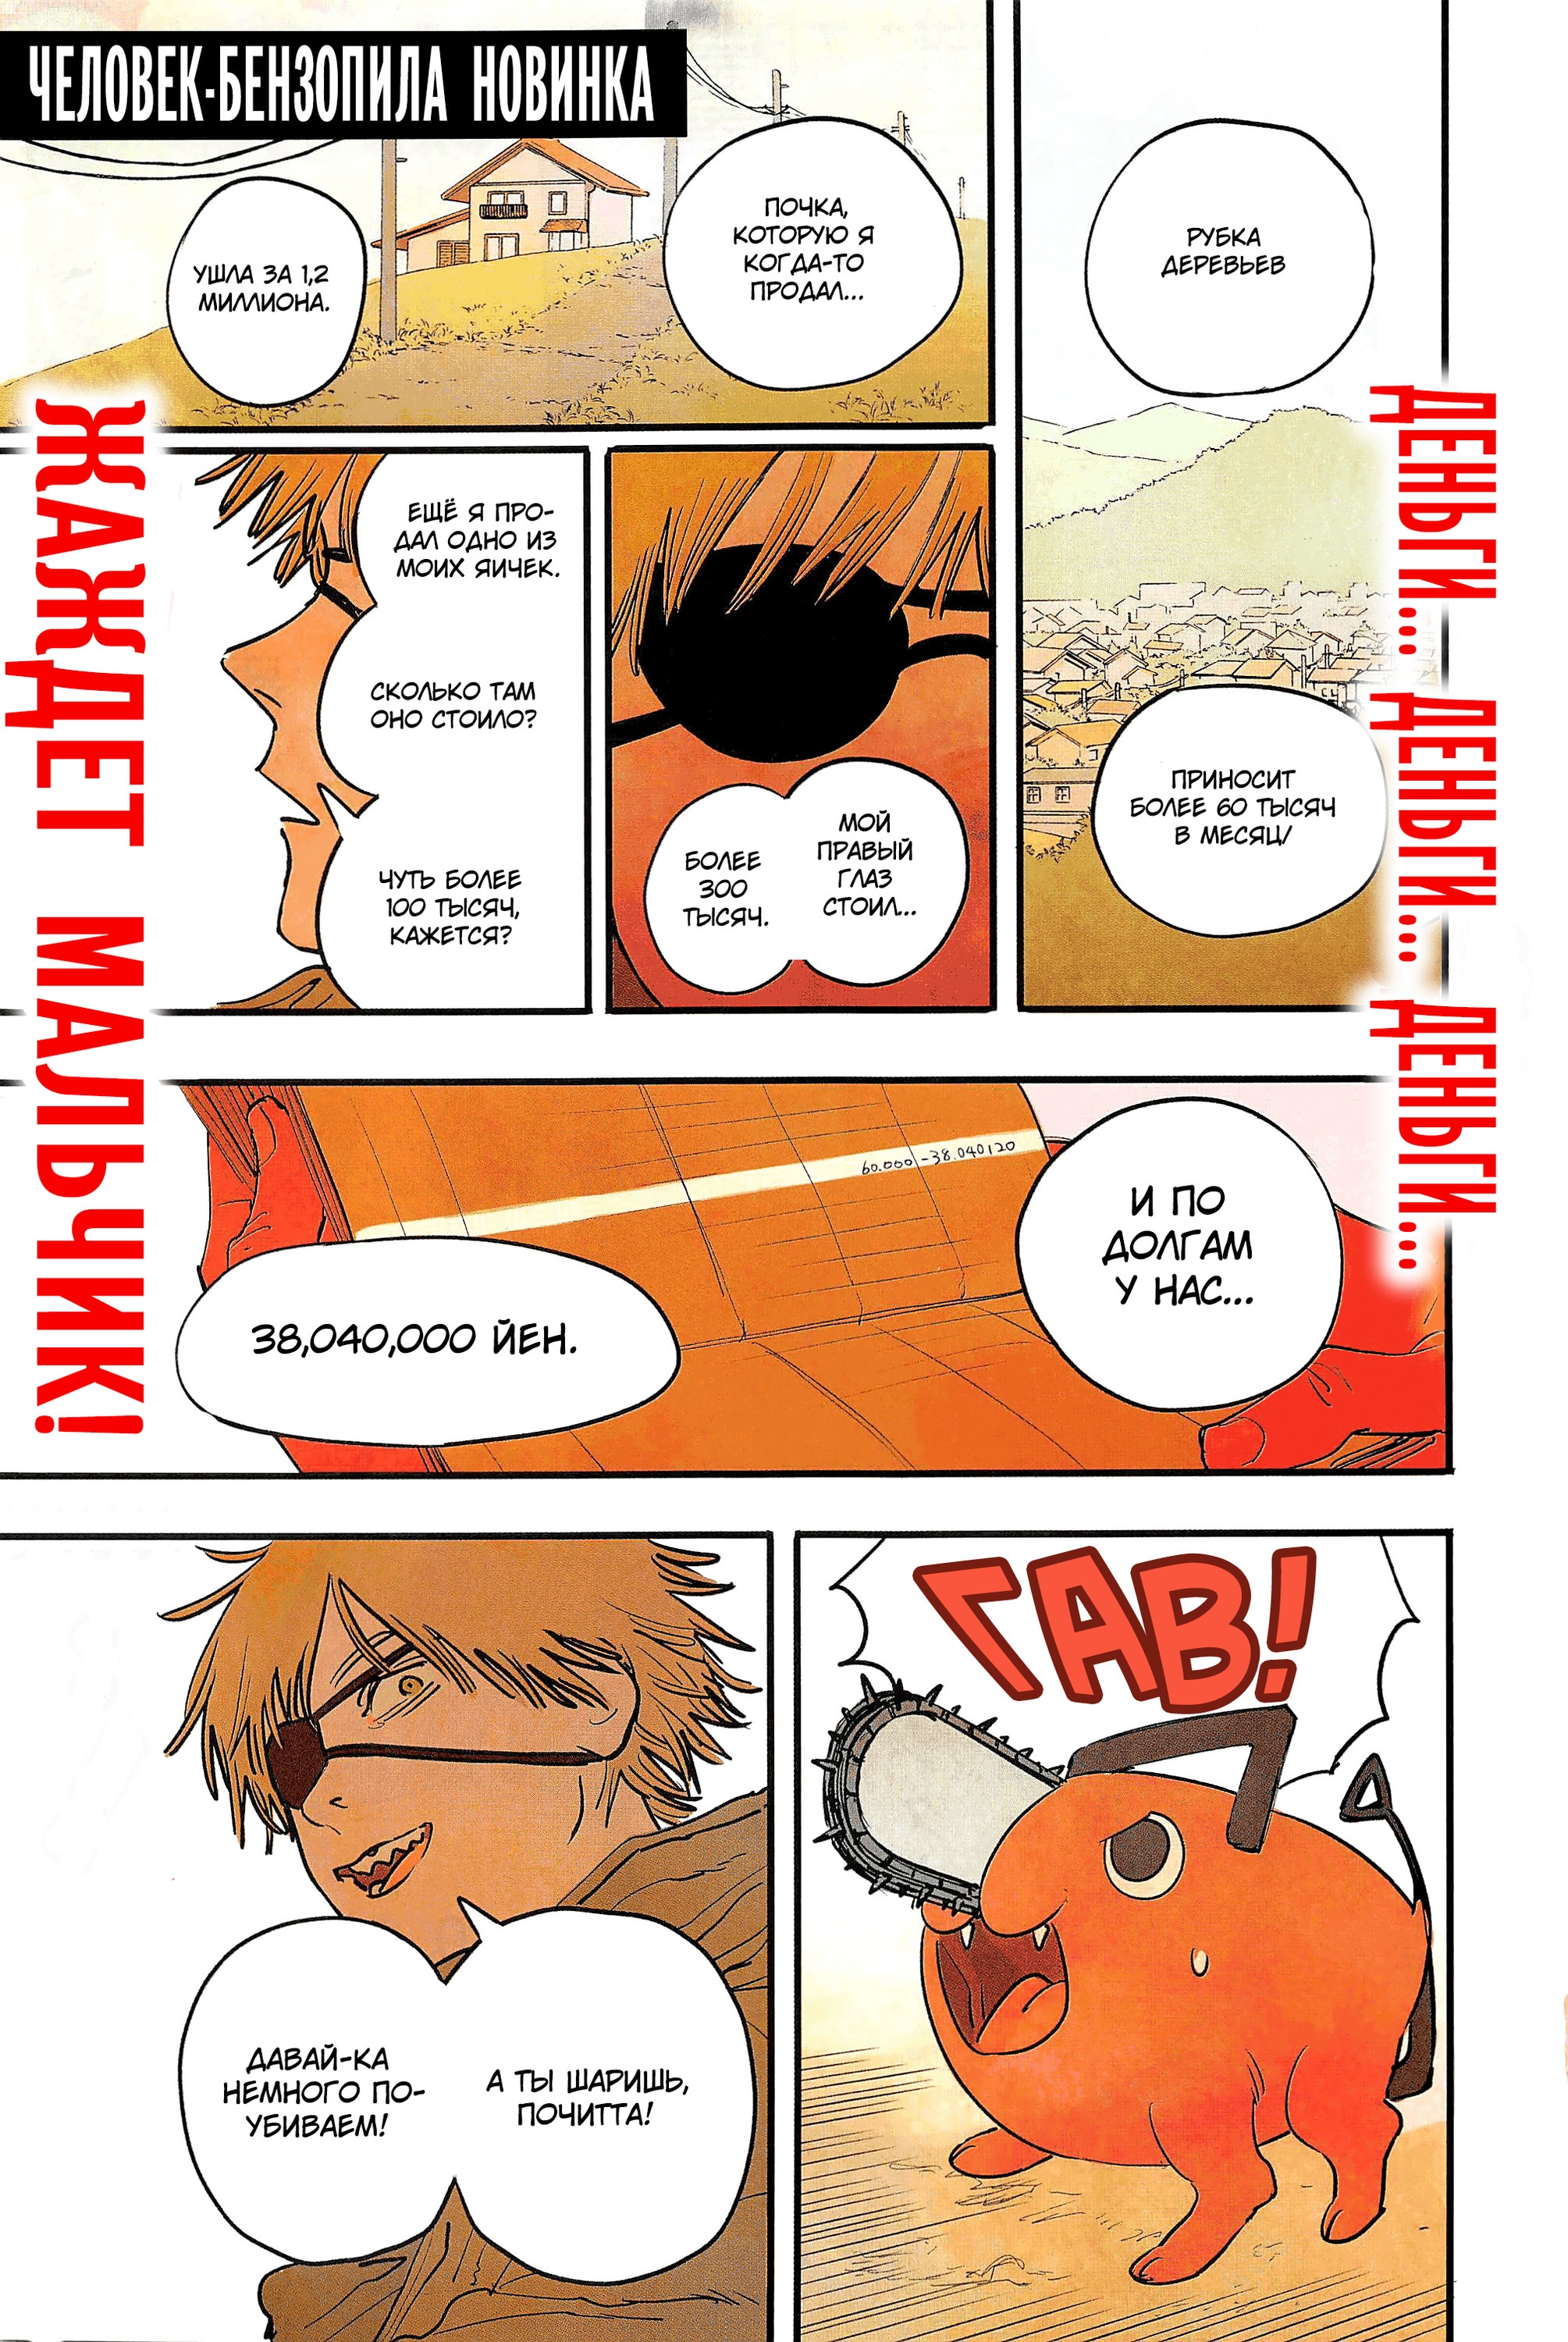 ЧЕЛОВЕК-БЕНЗОПИЛА НОВИНКА
ДЕНЬГИ... ДЕНЬГИ... ДЕНЬГИ...
РУБКА
ДЕРЕВЬЕВ
ПРИНОСИТ
БОЛЕЕ 60 ТЫСЯЧ
В МЕСЯЦ/
ПОЧКА,
КОТОРУЮ Я
КОГДА-ТО
ПРОДАЛ...
УШЛА ЗА 1,2
МИЛЛИОНА.
МОЙ
ПРАВЫЙ
ГЛАЗ
СТОИЛ...
БОЛЕЕ
300
ТЫСЯЧ.
ЕЩЁ Я ПРО-
ДАЛ ОДНО ИЗ
МОИХ ЯИЧЕК.
СКОЛЬКО ТАМ
ОНО СТОИЛО?
ЧУТЬ БОЛЕЕ
100 ТЫСЯЧ,
КАЖЕТСЯ?
ЖАЖДЕТ МАЛЬЧИК!
И ПО
ДОЛГАМ
У НАС...
60.000 -38.040120
38,040,000 ЙЕН.
ГАВ!
А ТЫ ШАРИШЬ,
ПОЧИТТА!
ДАВАЙ-КА
НЕМНОГО ПО-
УБИВАЕМ!